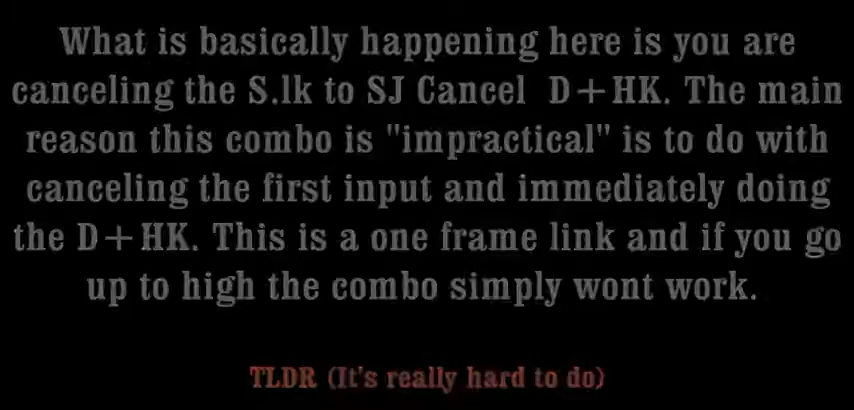 What is basically happening here is you are
canceling the S.lk to SJ Cancel D+HK. The main
reason this combo is "impractical" is to do with
canceling the first input and immediately doing
the D+HK. This is a one frame link and if you go
up to high the combo simply wont work.
TLDR (It's really hard to do)